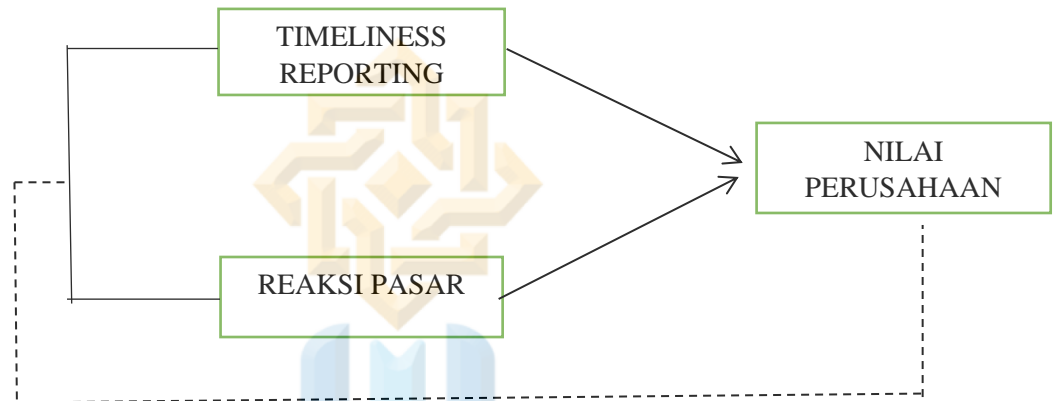 TIMELINESS
REPORTING
NILAI
PERUSAHAAN
REAKSI PASAR